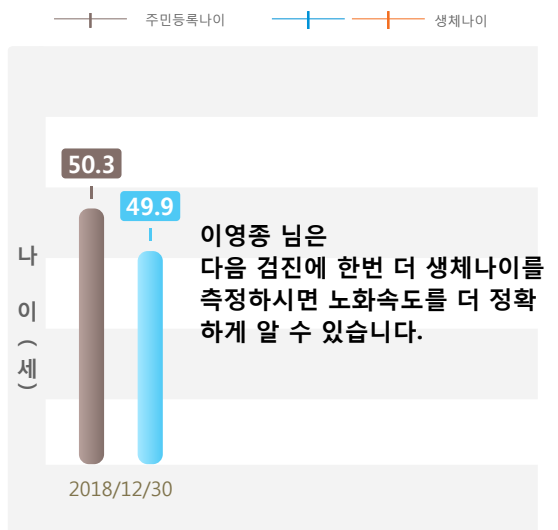 주민등록나이 생체나이
50.3
49.9
이영종 님은
다음 검진에 한번 더 생체나이를
측정하시면 노화속도를 더 정확
하게 알 수 있습니다.
나이(세)
2018/12/30